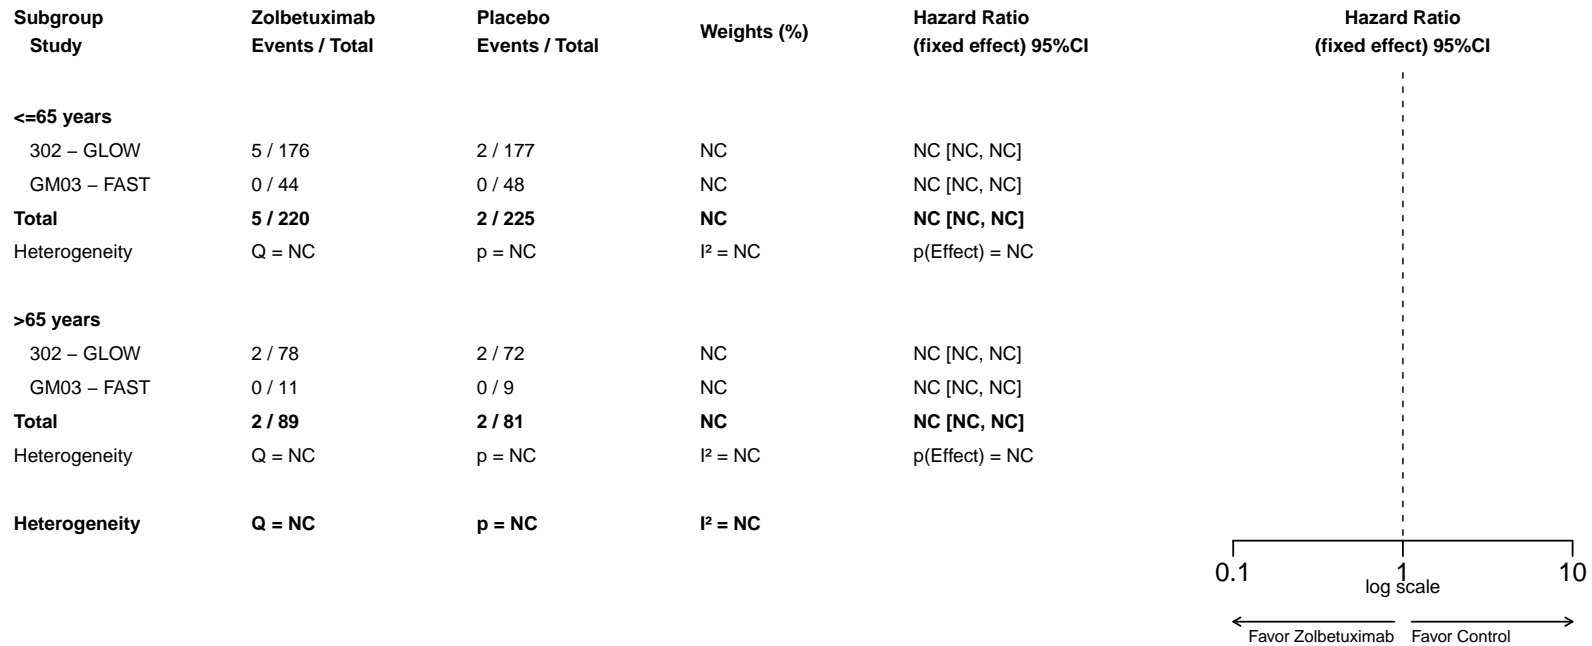 Subgroup Zolbetuximab Placebo Weights (%) Hazard Ratio Hazard Ratio
Study Events / Total Events / Total (fixed effect) 95%CI (fixed effect) 95%CI
<=65 years
302 − GLOW 5 / 176 2 / 177 NC NC [NC, NC]
GM03 − FAST 0 / 44 0 / 48 NC NC [NC, NC]
Total 5 / 220 2 / 225 NC NC [NC, NC]
Heterogeneity Q = NC p = NC I² = NC p(Effect) = NC
>65 years
302 − GLOW 2 / 78 2 / 72 NC NC [NC, NC]
GM03 − FAST 0 / 11 0 / 9 NC NC [NC, NC]
Total 2 / 89 2 / 81 NC NC [NC, NC]
Heterogeneity Q = NC p = NC I² = NC p(Effect) = NC
Heterogeneity Q = NC p = NC I² = NC
0.1 1 10
log scale
Favor Zolbetuximab Favor Control